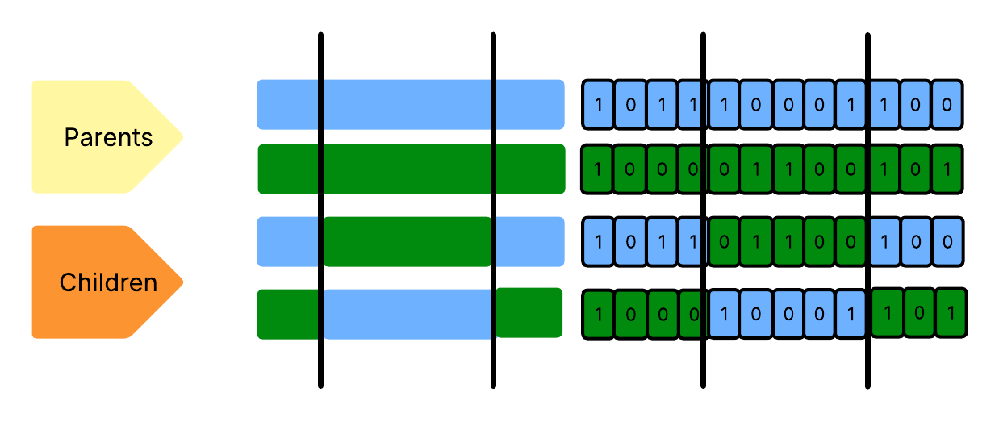 Parents
1 0 1 1 1 0 0 0 1 1 0 0
1 0 0 0 0 1 1 0 0 1 0 1
Children
1 0 1 1 0 1 1 0 0 1 0 0
1 0 0 0 1 0 0 0 1 1 0 1